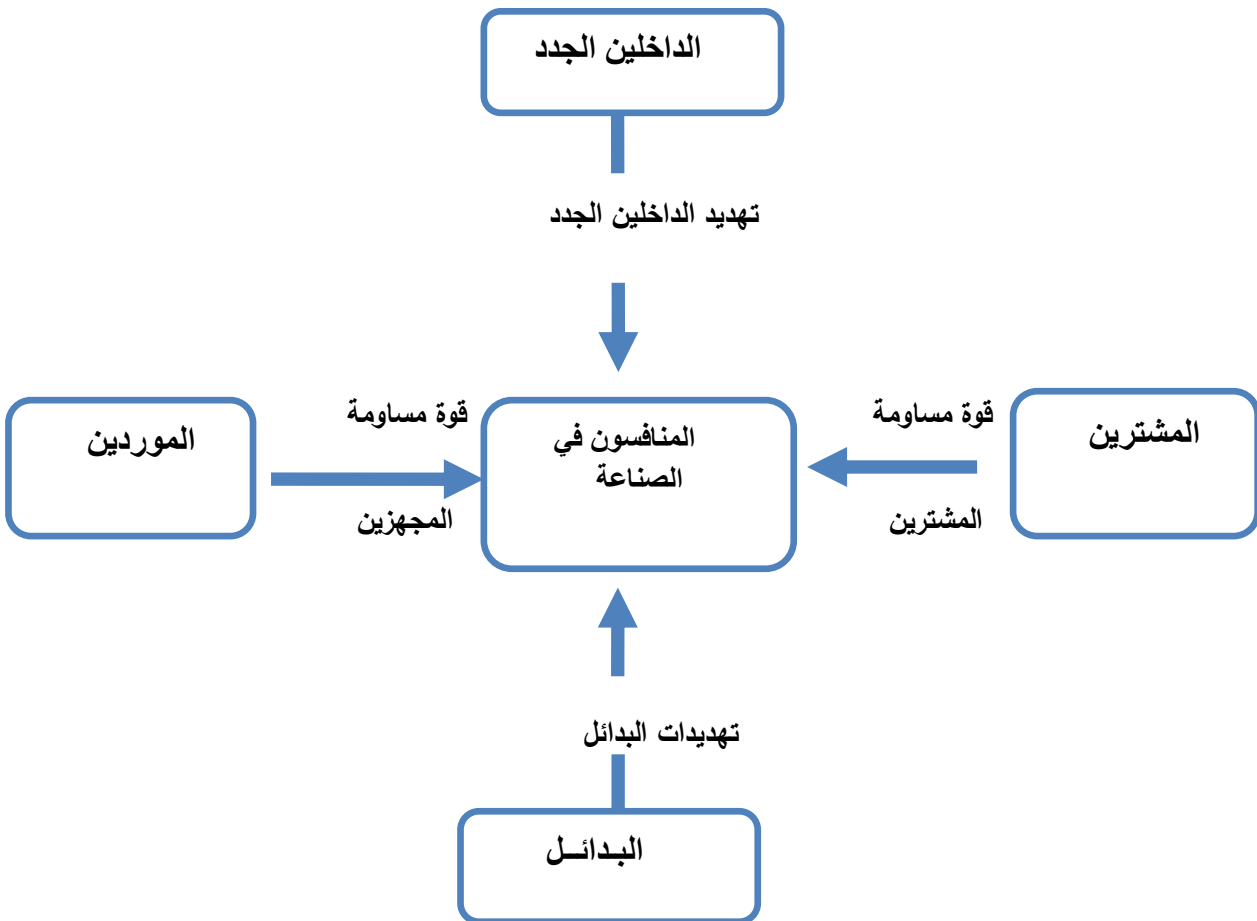 الداخلين الجدد
تهديد الداخلين الجدد
المشترين
قوة مساومة
المشترين
المنافسون في
الصناعة
قوة مساومة
المجهزين
الموردين
تهديدات البدائل
البـدائــل